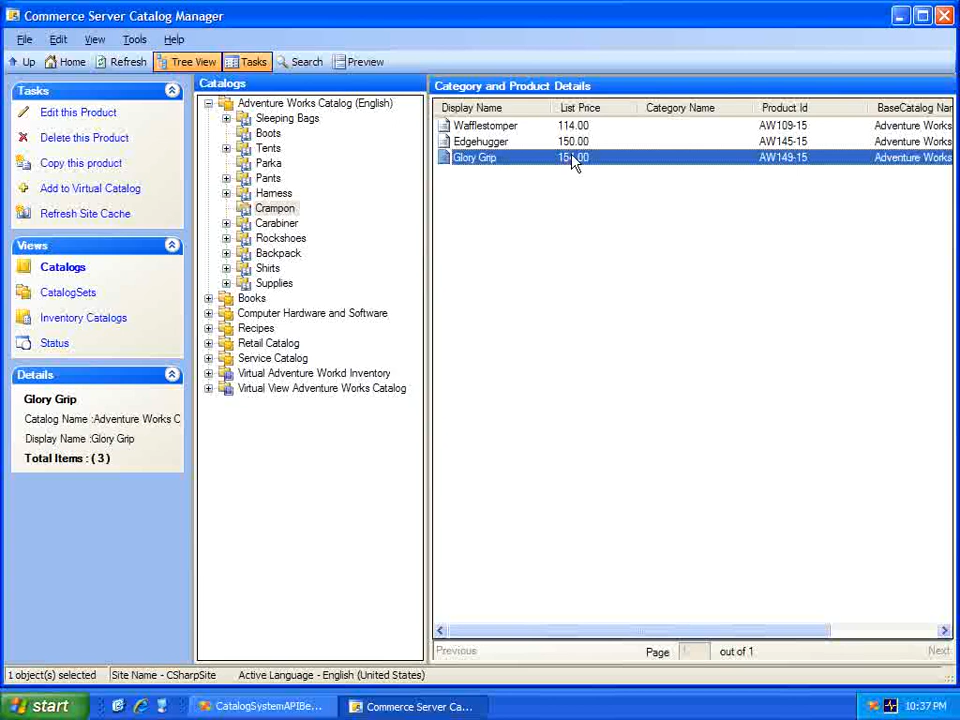 Commerce Server Catalog Manager
File Edit View Tools Help
Up Home Refresh Tree View Tasks Search Preview
Tasks
Edit this Product
Delete this Product
Copy this product
Add to Virtual Catalog
Refresh Site Cache
Views
Catalogs
CatalogSets
Inventory Catalogs
Status
Details
Glory Grip
Catalog Name :Adventure Works C
Display Name :Glory Grip
Total Items : ( 3 )
Catalogs
Adventure Works Catalog (English)
Sleeping Bags
Boots
Tents
Parka
Pants
Harness
Crampon
Carabiner
Rockshoes
Backpack
Shirts
Supplies
Books
Computer Hardware and Software
Recipes
Retail Catalog
Service Catalog
Virtual Adventure Workd Inventory
Virtual View Adventure Works Catalog
Category and Product Details
Display Name List Price Category Name Product Id BaseCatalog Nam
Wafflestomper 114.00 AW109-15 Adventure Works
Edgehugger 150.00 AW145-15 Adventure Works
Glory Grip AW149-15 Adventure Works
Previous Page out of 1 Next
1 object(s) selected Site Name - CSharpSite Active Language - English (United States)
start CatalogSystemAPIBe... Commerce Server Ca... 10:37 PM